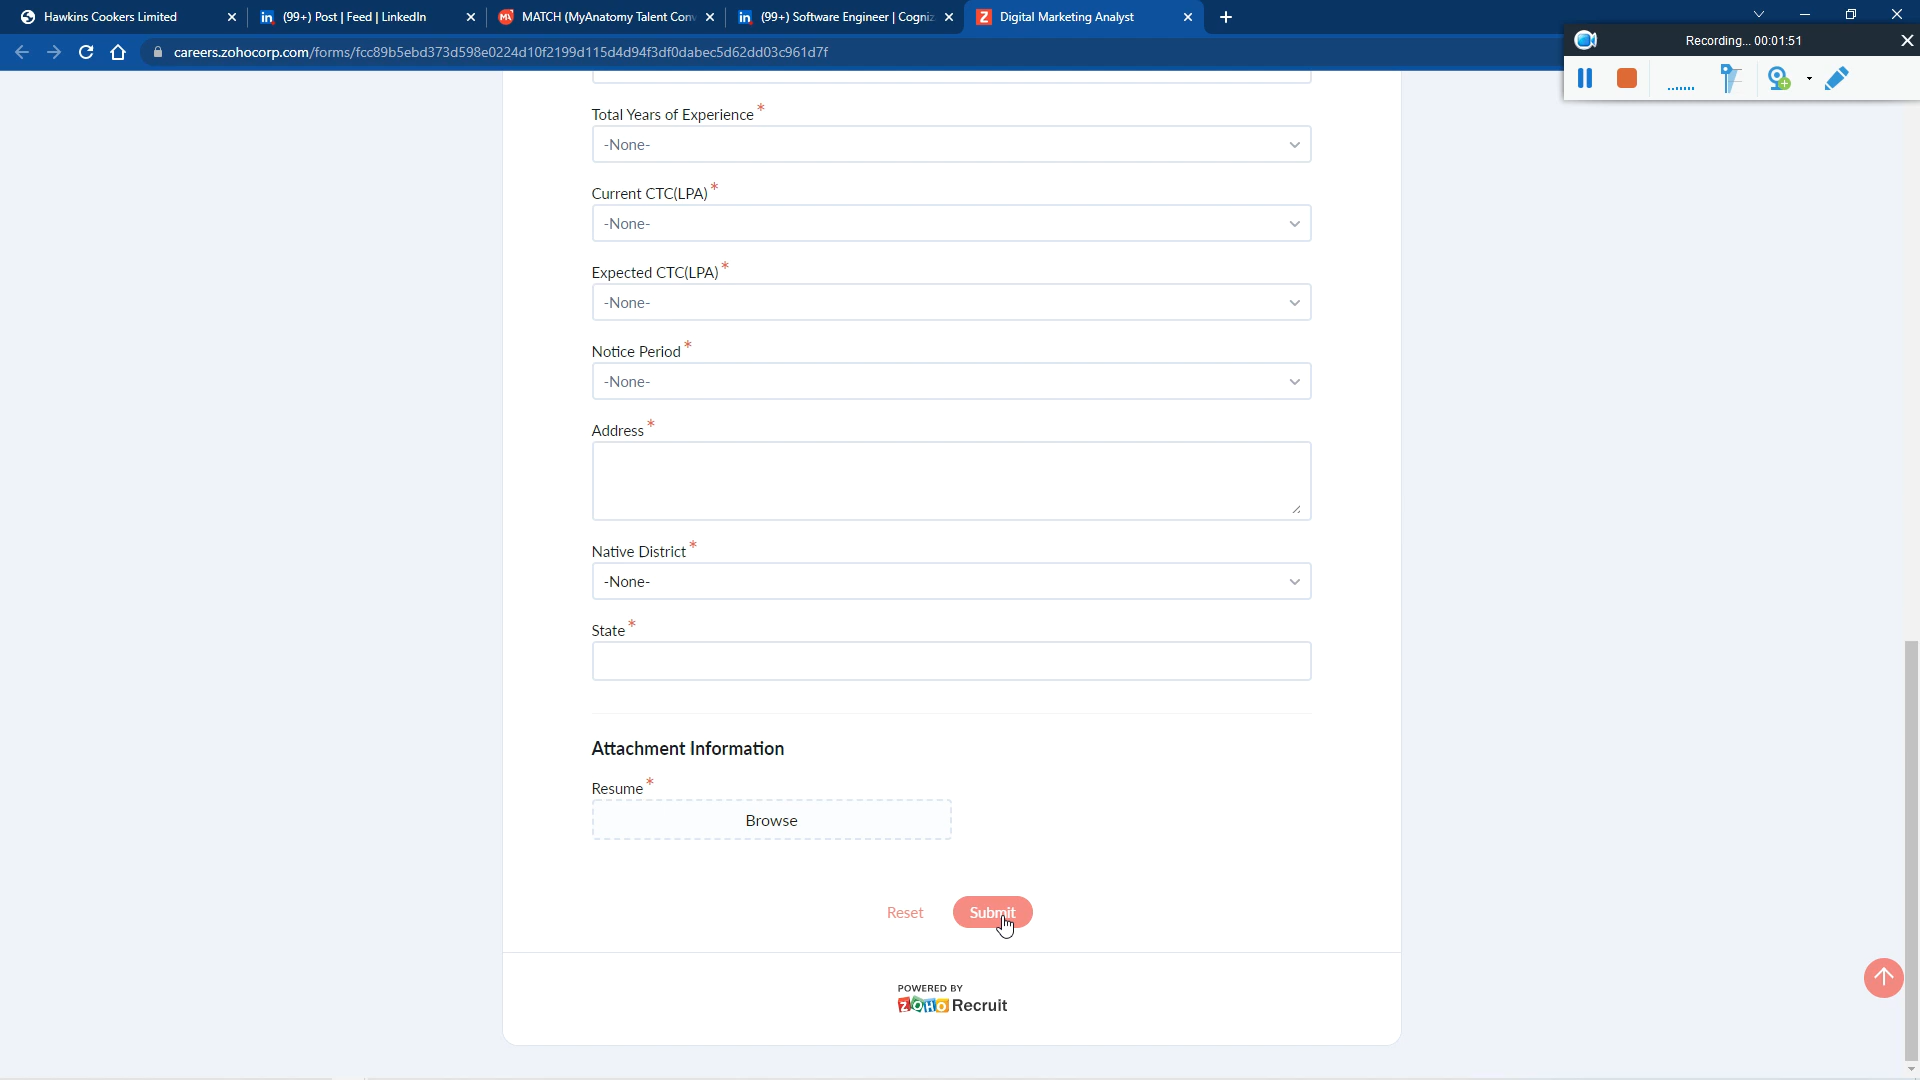 Hawkins Cookers Limited
(99+) Post | Feed | LinkedIn
MATCH (MyAnatomy Talent Con
(99+) Software Engineer | Cogniz
Digital Marketing Analyst
careers.zohocorp.com/forms/fcc89b5ebd373d598e0224d10f2199d115d4d94f3df0dabec5d62dd03c961d7f
Recording... 00:01:51
Total Years of Experience *
-None-
Current CTC(LPA) *
-None-
Expected CTC(LPA) *
-None-
Notice Period *
-None-
Address *
Native District *
-None-
State *
Attachment Information
Resume *
Browse
Reset
Submit
POWERED BY
ZOHO Recruit